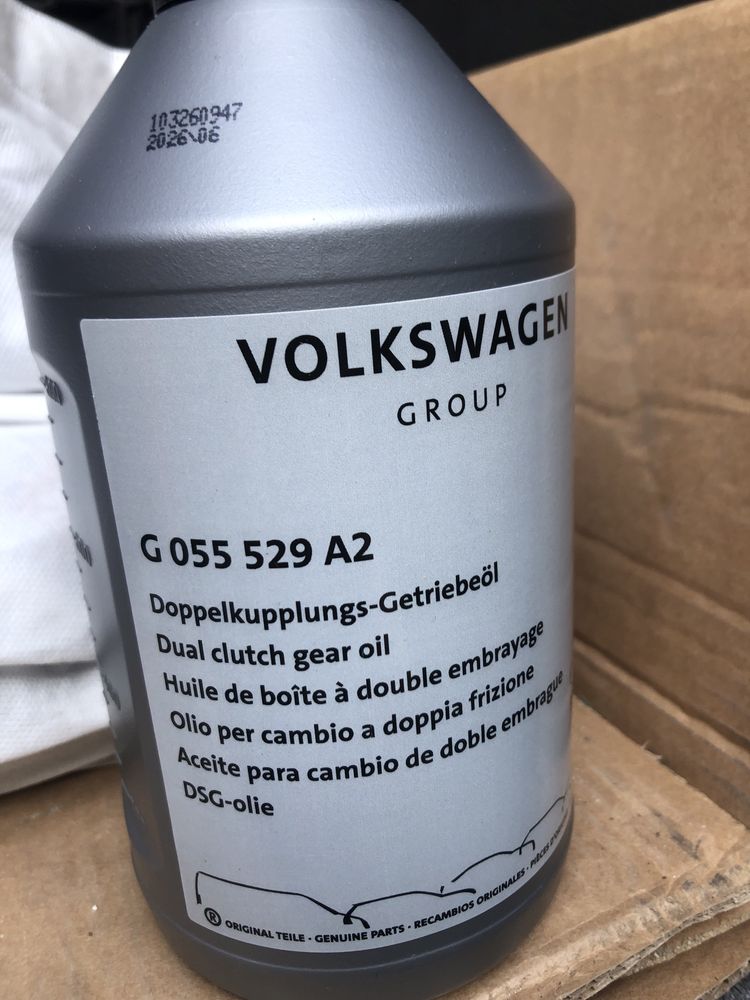 103260947
2026\06
VOLKSWAGEN
GROUP
G 055 529 A2
Doppelkupplungs-Getriebeöl
Dual clutch gear oil
Huile de boîte à double embrayage
Olio per cambio a doppia frizione
Aceite para cambio de doble embrague
DSG-olie
® ORIGINAL TEILE · GENUINE PARTS · RECAMBIOS ORIGINALES · PIÈCES